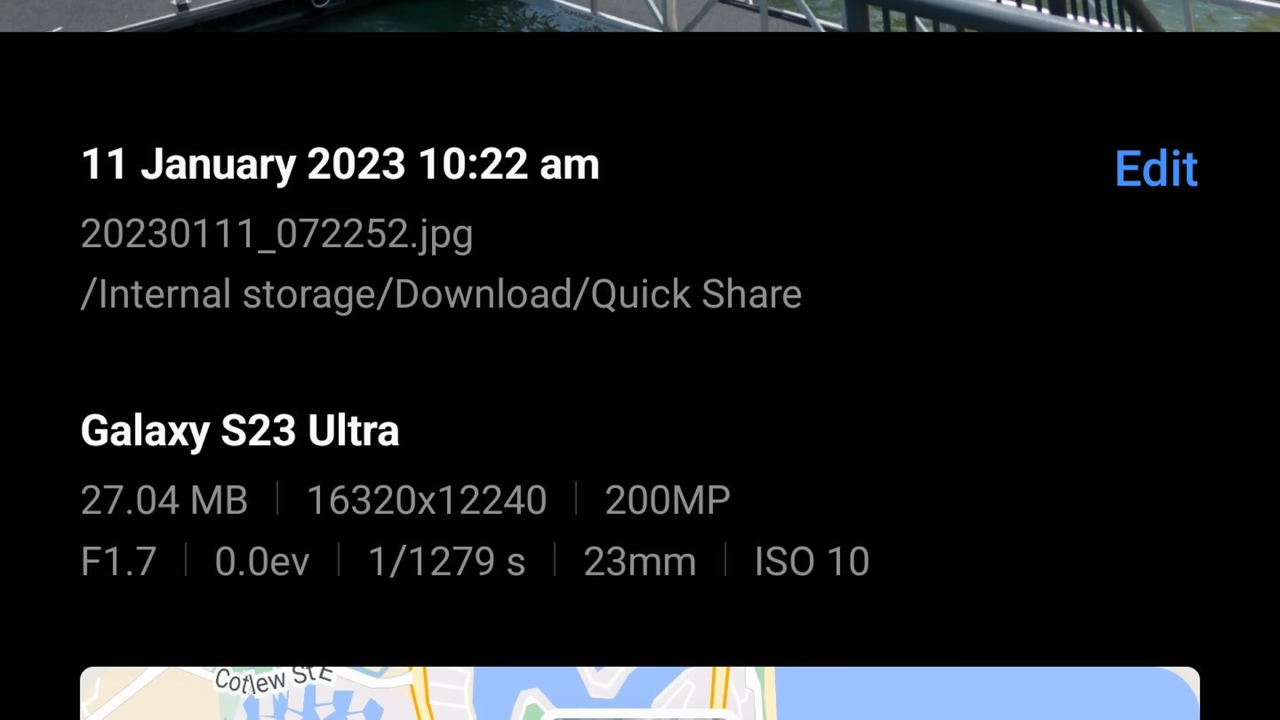 11 January 2023 10:22 am
Edit
20230111_072252.jpg
/Internal storage/Download/Quick Share
Galaxy S23 Ultra
27.04 MB | 16320x12240 | 200MP
F1.7 | 0.0ev | 1/1279 s | 23mm | ISO 10
Cotlew St E